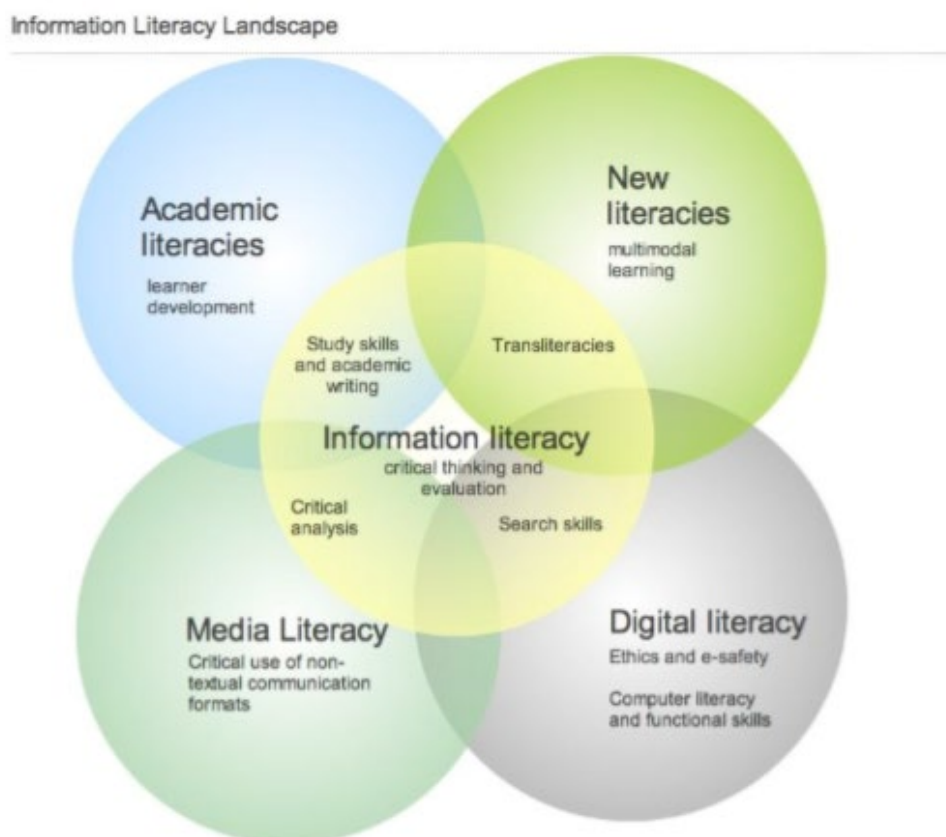 Information Literacy Landscape
Academic
literacies
learner
development
New
literacies
multimodal
learning
Study skills
and academic
writing
Transliteracies
Information literacy
critical thinking and
evaluation
Critical
analysis
Search skills
Media Literacy
Critical use of non-
textual communication
formats
Digital literacy
Ethics and e-safety
Computer literacy
and functional skills